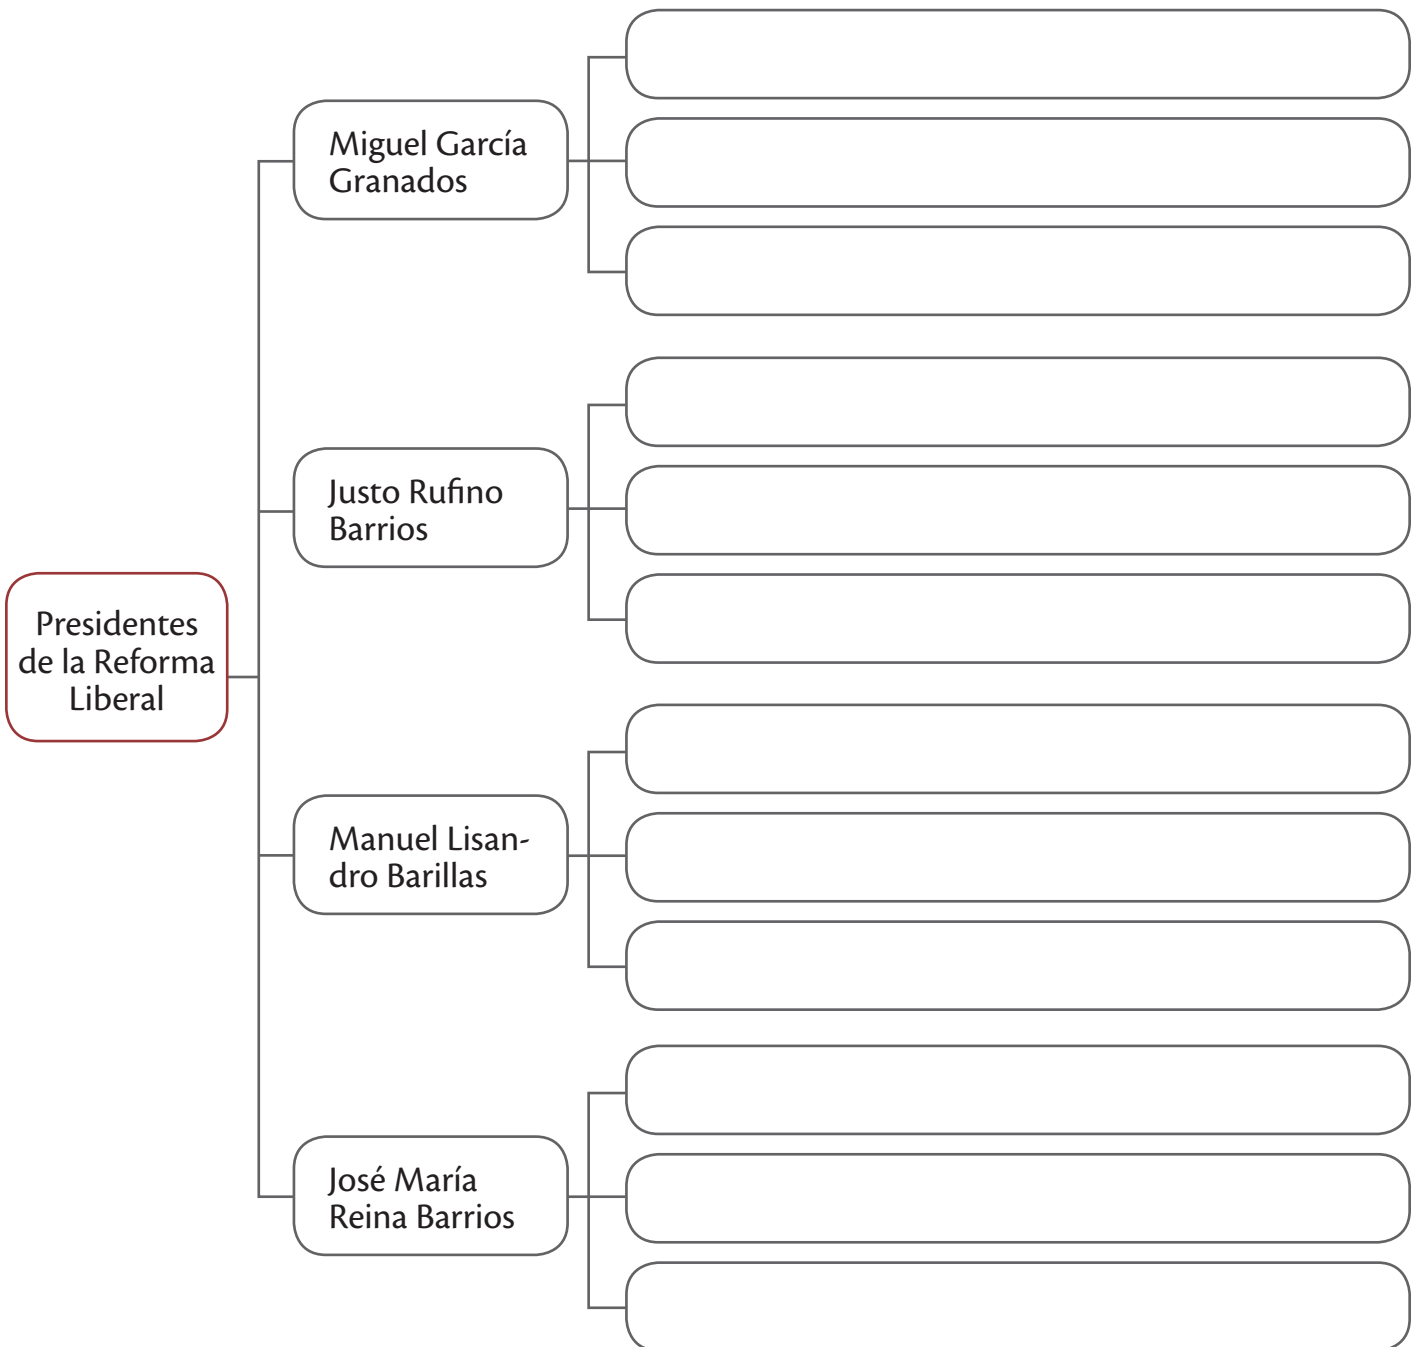 Presidentes
de la Reforma
Liberal
Miguel García
Granados
Justo Rufino
Barrios
Manuel Lisan-
dro Barillas
José María
Reina Barrios